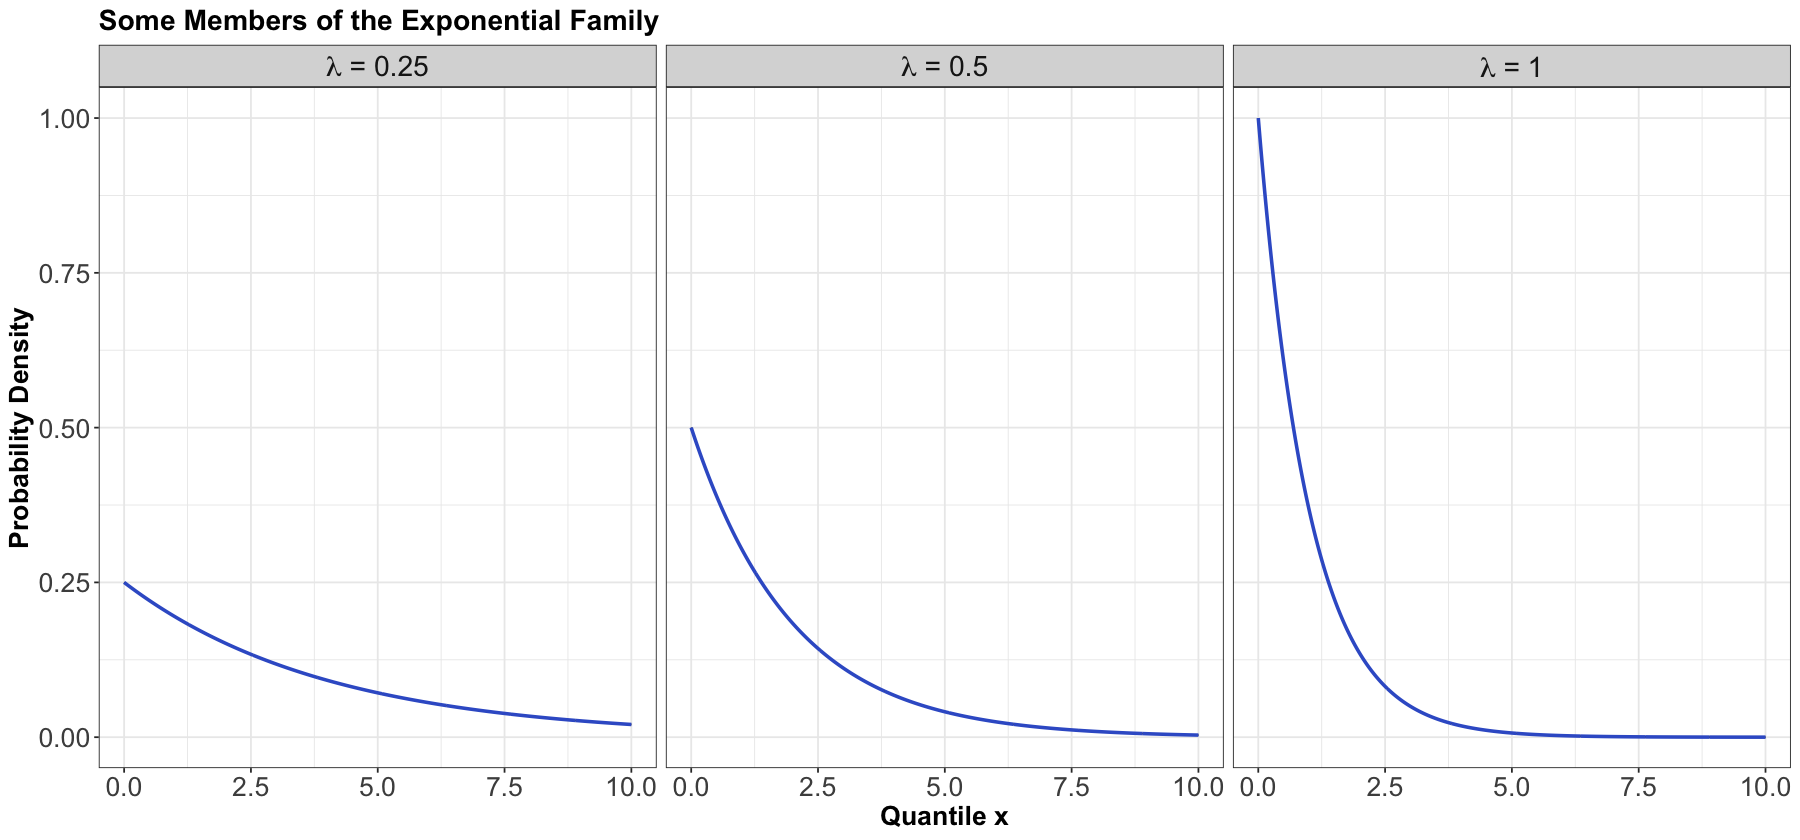 Some Members of the Exponential Family
λ = 0.25
λ = 0.5
λ = 1
Probability Density
1.00
0.75
0.50
0.25
0.00
0.0 2.5 5.0 7.5 10.0
0.0 2.5 5.0 7.5 10.0
0.0 2.5 5.0 7.5 10.0
Quantile x